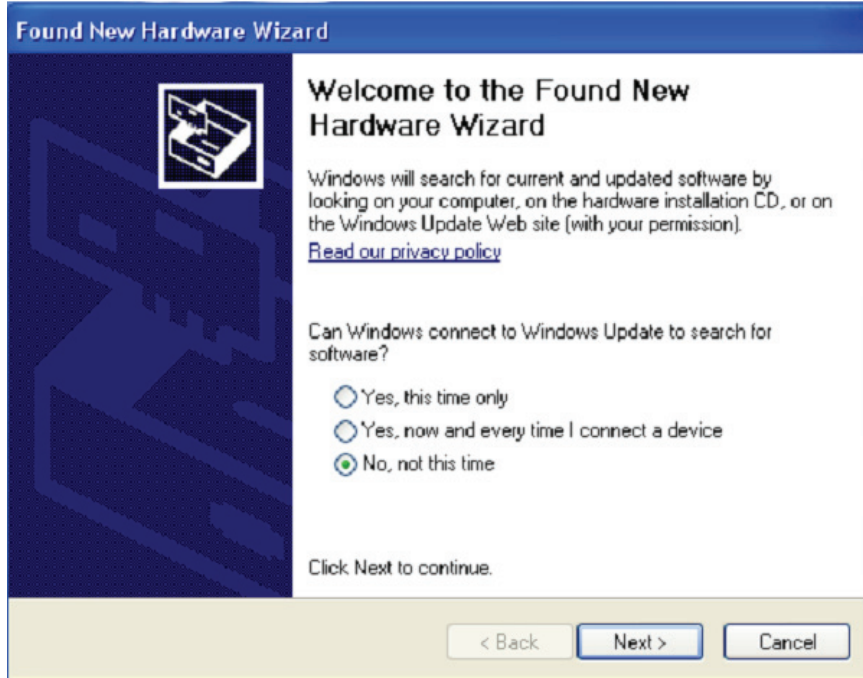 Found New Hardware Wizard
Welcome to the Found New
Hardware Wizard
Windows will search for current and updated software by
looking on your computer, on the hardware installation CD, or on
the Windows Update Web site (with your permission).
Read our privacy policy
Can Windows connect to Windows Update to search for
software?
Yes, this time only
Yes, now and every time I connect a device
No, not this time
Click Next to continue.
< Back Next > Cancel